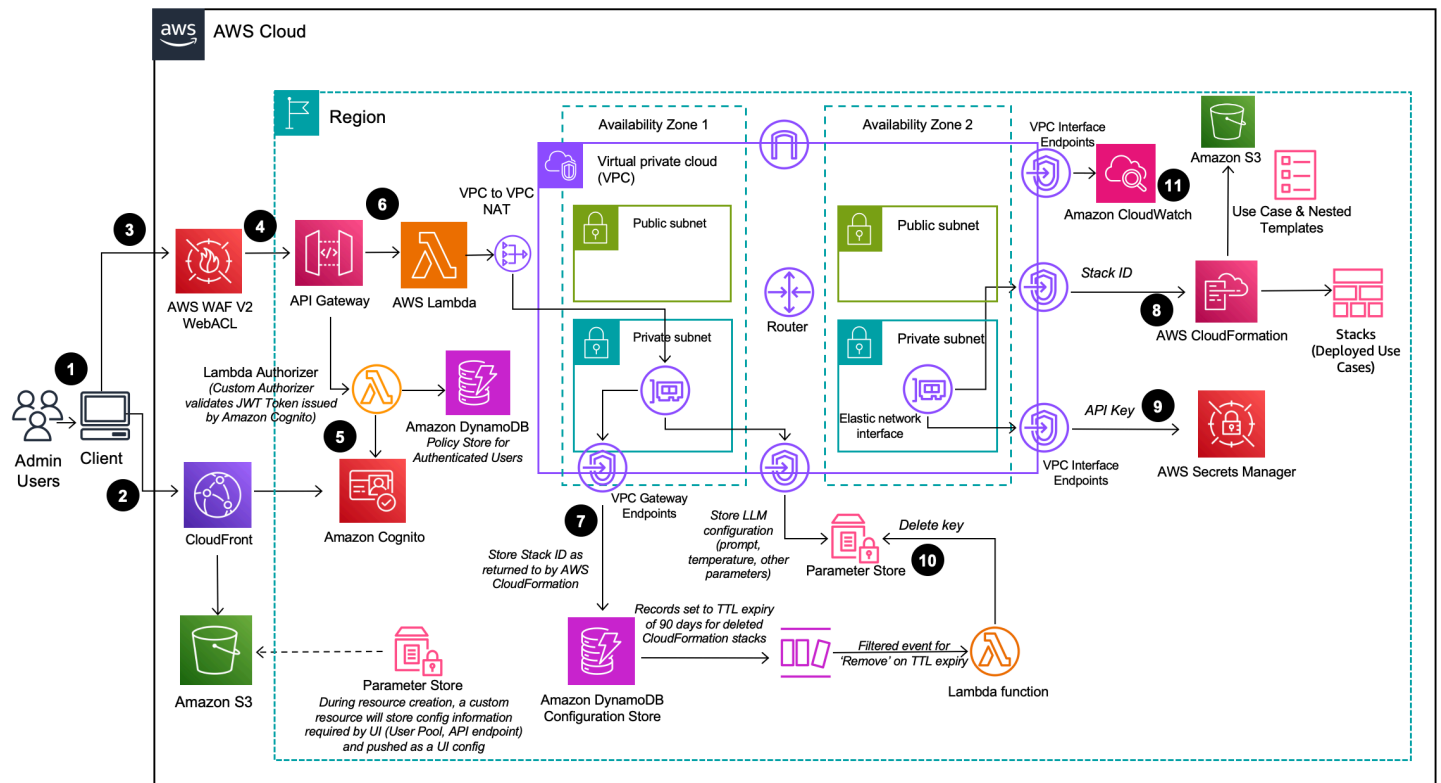 aws
AWS Cloud
Region
Availability Zone 1
Availability Zone 2
VPC Interface
Endpoints
Amazon S3
Virtual private cloud
(VPC)
VPC to VPC
NAT
Amazon CloudWatch
11
Use Case & Nested
Templates
3
4
6
Public subnet
Public subnet
AWS WAF V2
WebACL
API Gateway
AWS Lambda
Router
Stack ID
8
AWS CloudFormation
Stacks
(Deployed Use
Cases)
Private subnet
Private subnet
1
Lambda Authorizer
(Custom Authorizer
validates JWT Token issued
by Amazon Cognito)
Amazon DynamoDB
Policy Store for
Authenticated Users
Elastic network
interface
API Key
9
AWS Secrets Manager
VPC Interface
Endpoints
Admin
Users
Client
5
2
CloudFront
Amazon Cognito
VPC Gateway
Endpoints
7
Store Stack ID as
returned to by AWS
CloudFormation
Store LLM
configuration
(prompt,
temperature, other
parameters)
Delete key
Parameter Store
10
Records set to TTL expiry
of 90 days for deleted
CloudFormation stacks
Filtered event for
‘Remove’ on TTL expiry
Lambda function
Amazon S3
Parameter Store
During resource creation, a custom
resource will store config information
required by UI (User Pool, API endpoint)
and pushed as a UI config
Amazon DynamoDB
Configuration Store